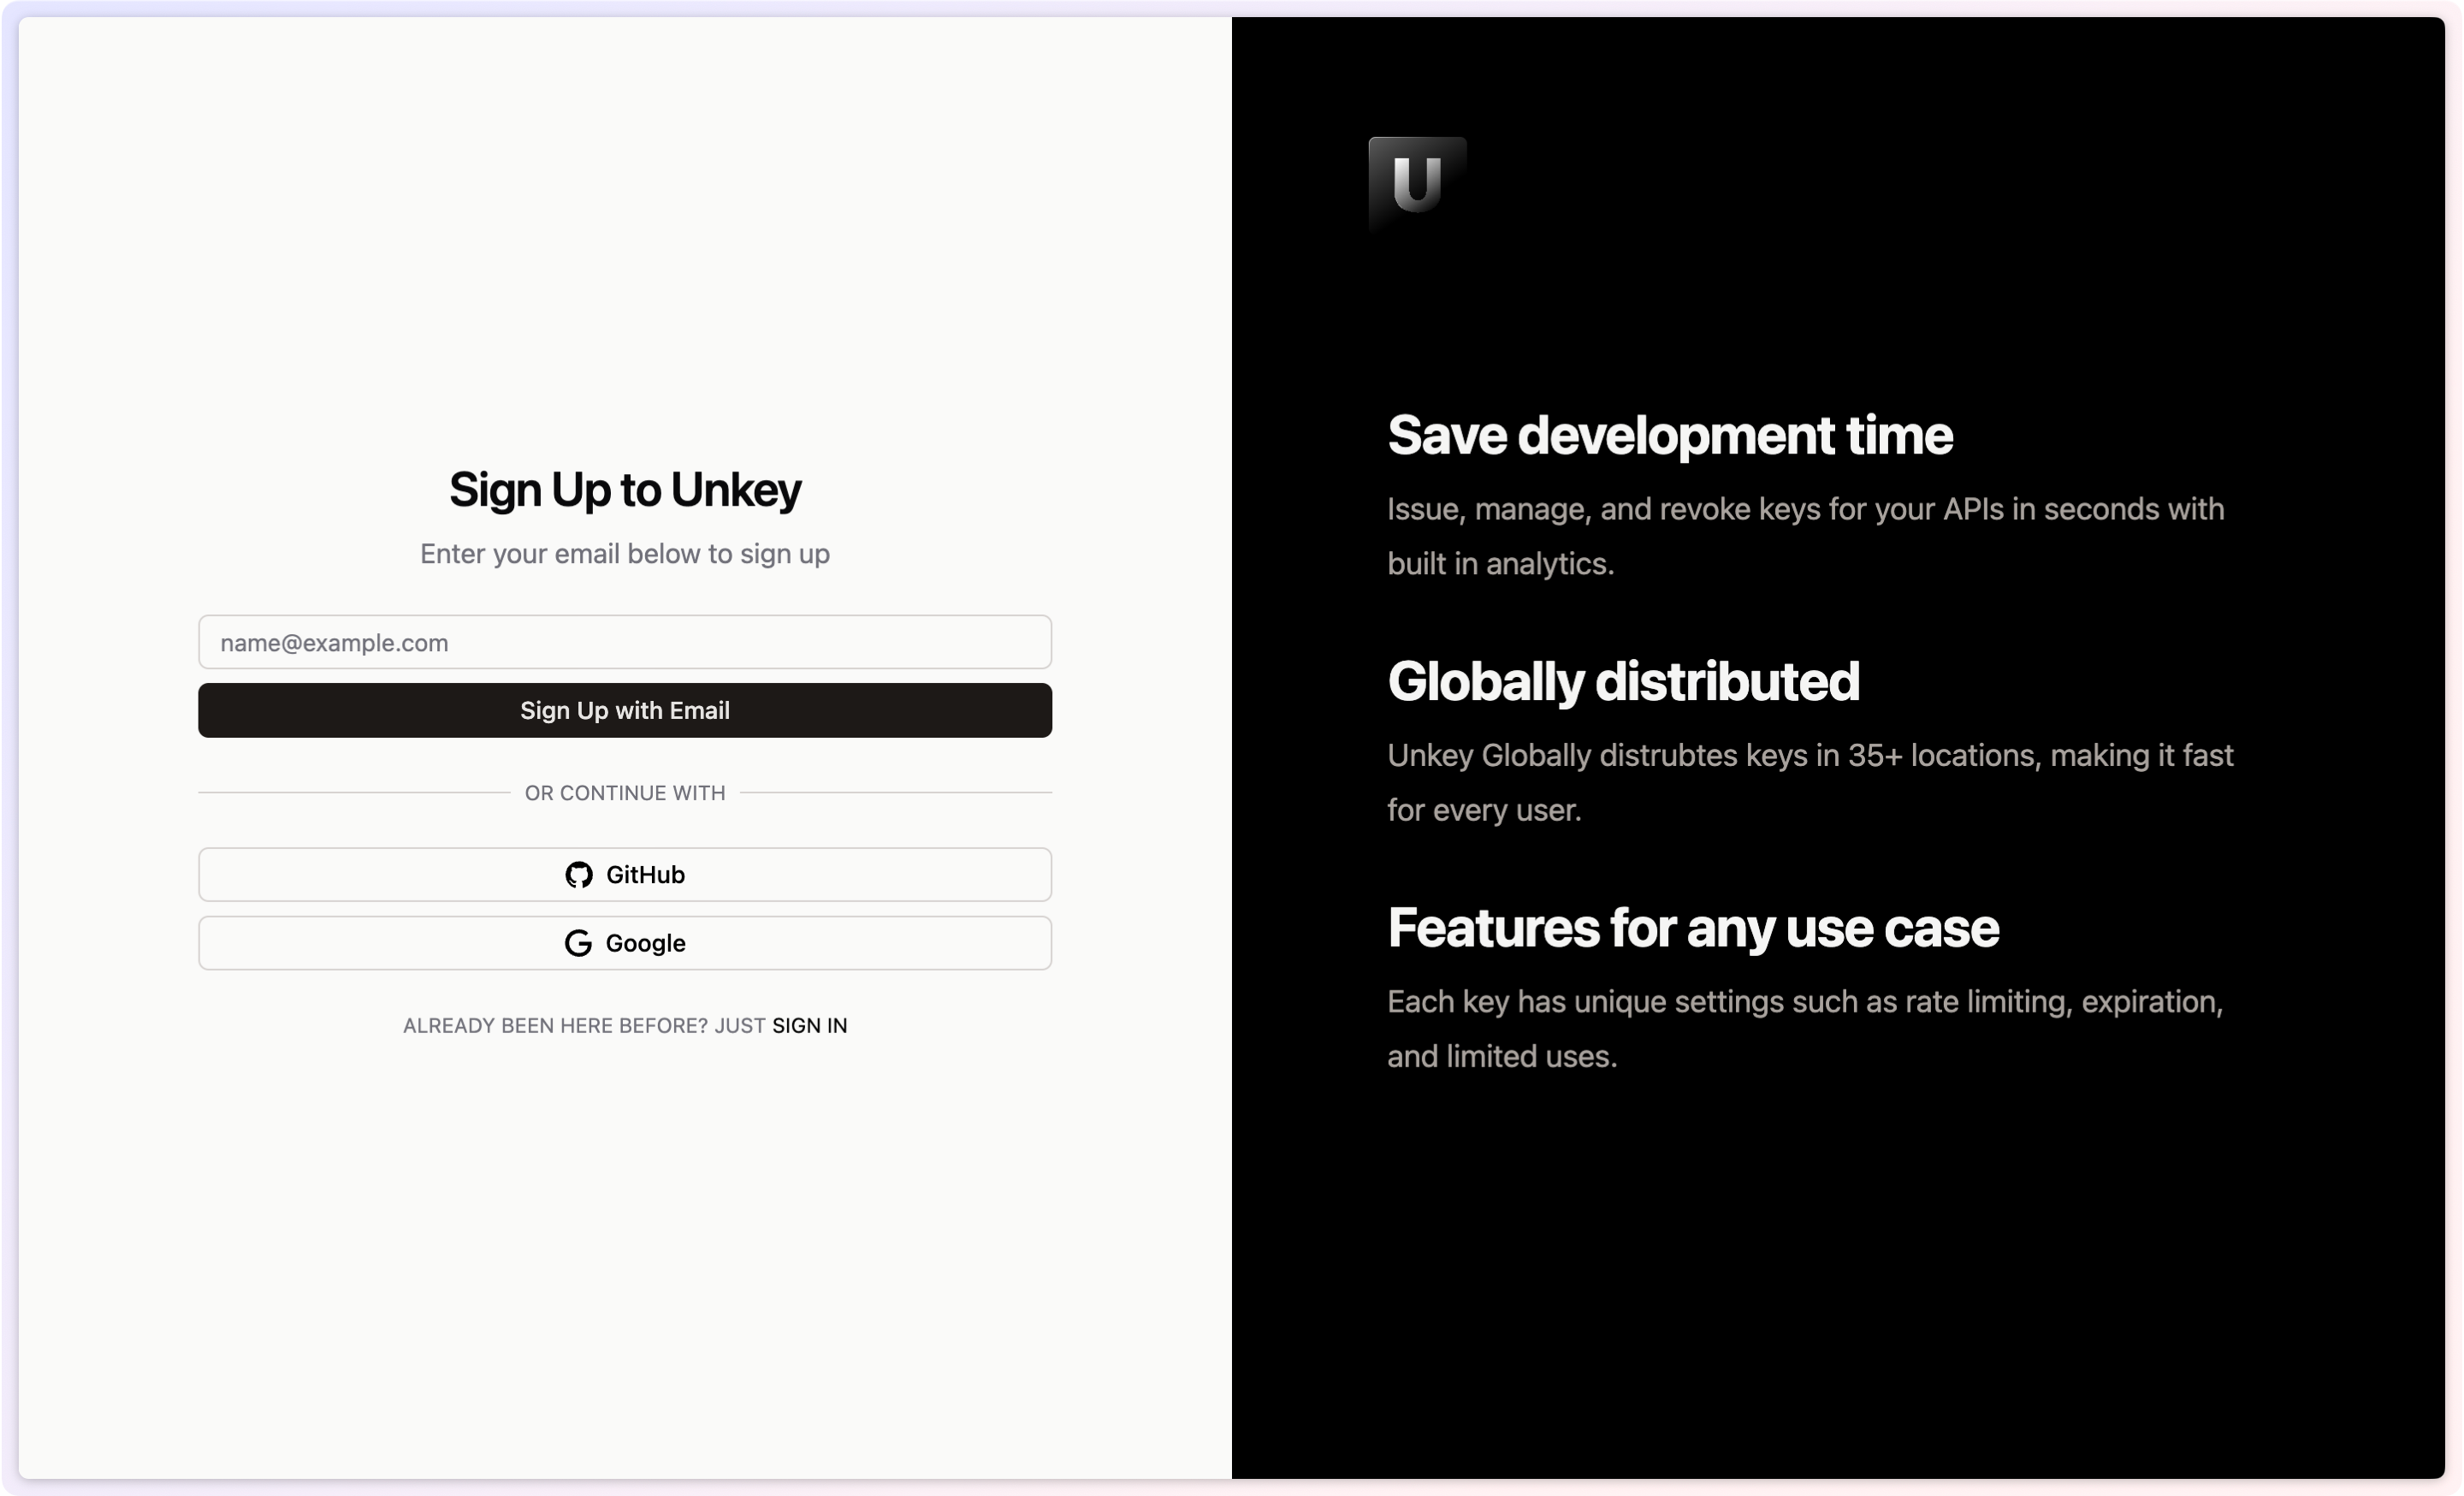 Sign Up to Unkey
Enter your email below to sign up
name@example.com
Sign Up with Email
OR CONTINUE WITH
GitHub
Google
ALREADY BEEN HERE BEFORE? JUST SIGN IN
U
Save development time
Issue, manage, and revoke keys for your APIs in seconds with
built in analytics.
Globally distributed
Unkey Globally distrubtes keys in 35+ locations, making it fast
for every user.
Features for any use case
Each key has unique settings such as rate limiting, expiration,
and limited uses.